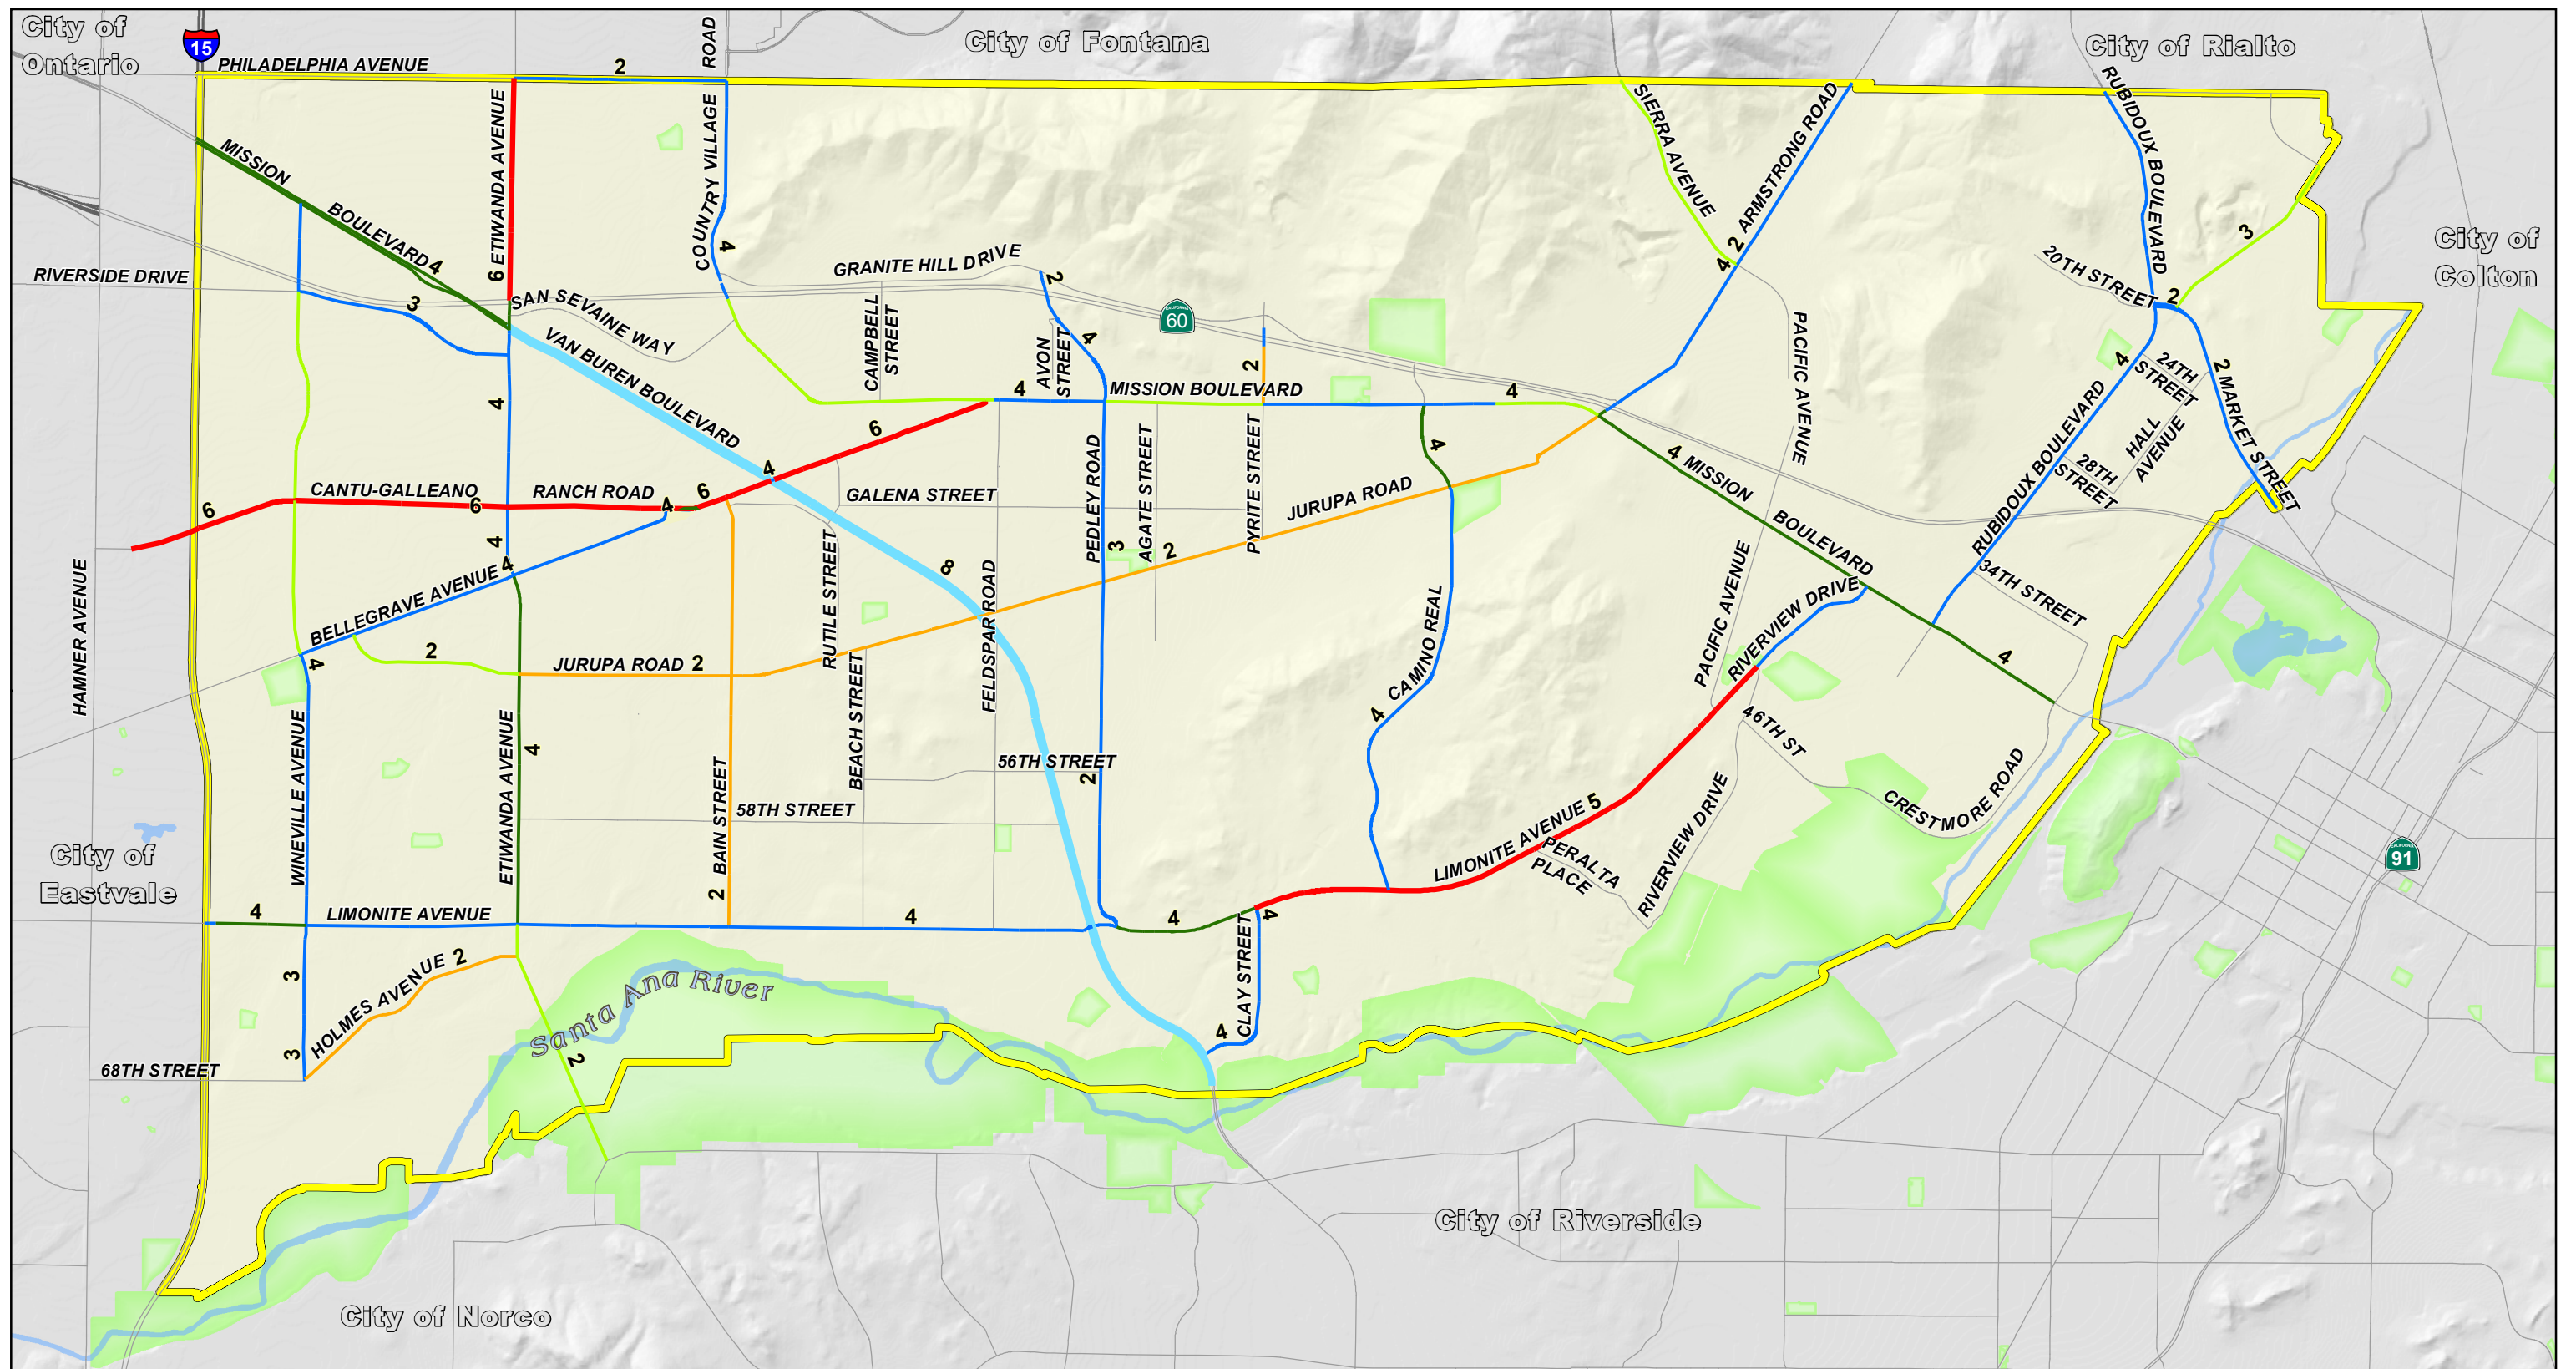 City of
Ontario
15
PHILADELPHIA AVENUE
2
ROAD
City of Fontana
City of Rialto
MISSION
BOULEVARD
4
ETIWANDA AVENUE
6
COUNTRY VILLAGE
4
SIERRA AVENUE
4
ARMSTRONG ROAD
2
RUBIDOUX BOULEVARD
3
City of
Colton
RIVERSIDE DRIVE
3
SAN SEVAINE WAY
GRANITE HILL DRIVE
2
20TH STREET
2
VAN BUREN BOULEVARD
CAMPBELL
STREET
AVON
STREET
4
60
PACIFIC AVENUE
4
4
MISSION BOULEVARD
2
4
4
24TH
STREET
2
MARKET STREET
6
4
PEDLEY ROAD
AGATE STREET
PYRITE STREET
4
4
MISSION
BOULEVARD
RUBIDOUX BOULEVARD
HALL
AVENUE
28TH
STREET
6
CANTU-GALLEANO
6
RANCH ROAD
4
6
GALENA STREET
JURUPA ROAD
4
4
3
2
8
HAMNER AVENUE
BELLEGRAVE AVENUE
4
2
JURUPA ROAD
2
RUTILE STREET
FELDSPAR ROAD
CAMINO REAL
4
PACIFIC AVENUE
RIVERVIEW DRIVE
34TH STREET
4
WINEVILLE AVENUE
ETIWANDA AVENUE
4
BAIN STREET
2
BEACH STREET
56TH STREET
2
58TH STREET
46TH ST
CRESTMORE ROAD
RIVERVIEW DRIVE
LIMONITE AVENUE
5
PERALTA
PLACE
91
City of
Eastvale
4
LIMONITE AVENUE
4
4
4
CLAY STREET
4
3
3
HOLMES AVENUE
2
Santa Ana River
2
68TH STREET
City of Riverside
City of Norco